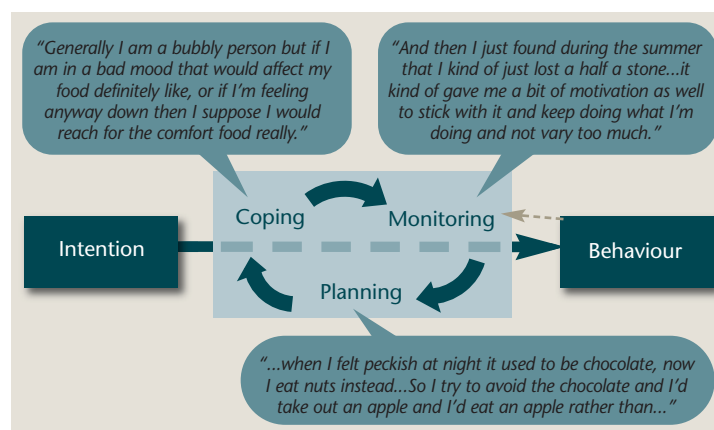 “Generally I am a bubbly person but if I
am in a bad mood that would affect my
food definitely like, or if I’m feeling
anyway down then I suppose I would
reach for the comfort food really.”
“And then I just found during the summer
that I kind of just lost a half a stone...it
kind of gave me a bit of motivation as well
to stick with it and keep doing what I’m
doing and not vary too much.”
Coping
Monitoring
Intention
Behaviour
Planning
“...when I felt peckish at night it used to be chocolate, now
I eat nuts instead...So I try to avoid the chocolate and I’d
take out an apple and I’d eat an apple rather than...”